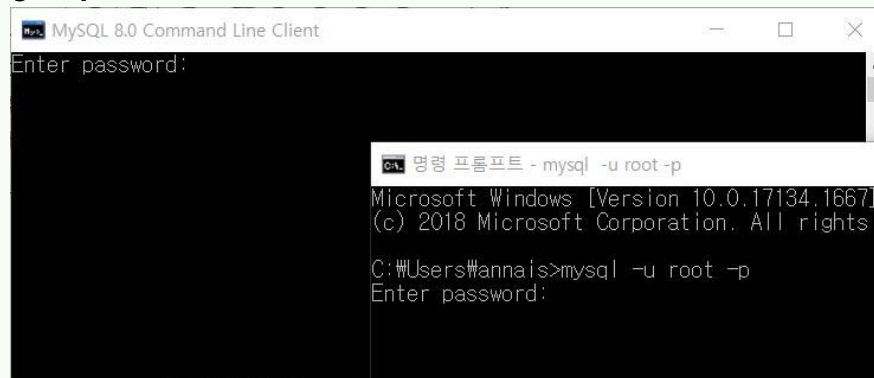 MySQL 8.0 Command Line Client
Enter password:
명령 프롬프트 - mysql -u root -p
Microsoft Windows [Version 10.0.17134.1667]
(c) 2018 Microsoft Corporation. All rights
C:₩Users₩annais>mysql -u root -p
Enter password: